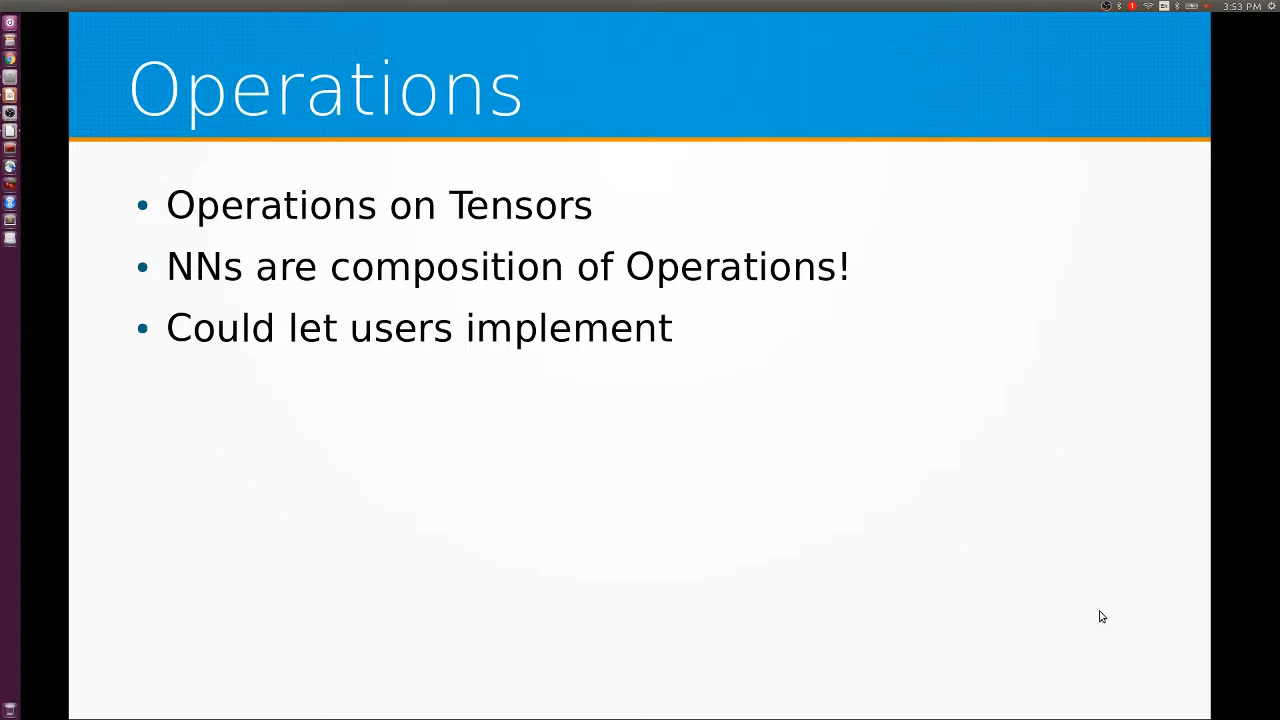 3:53 PM
Operations
• Operations on Tensors
• NNs are composition of Operations!
• Could let users implement